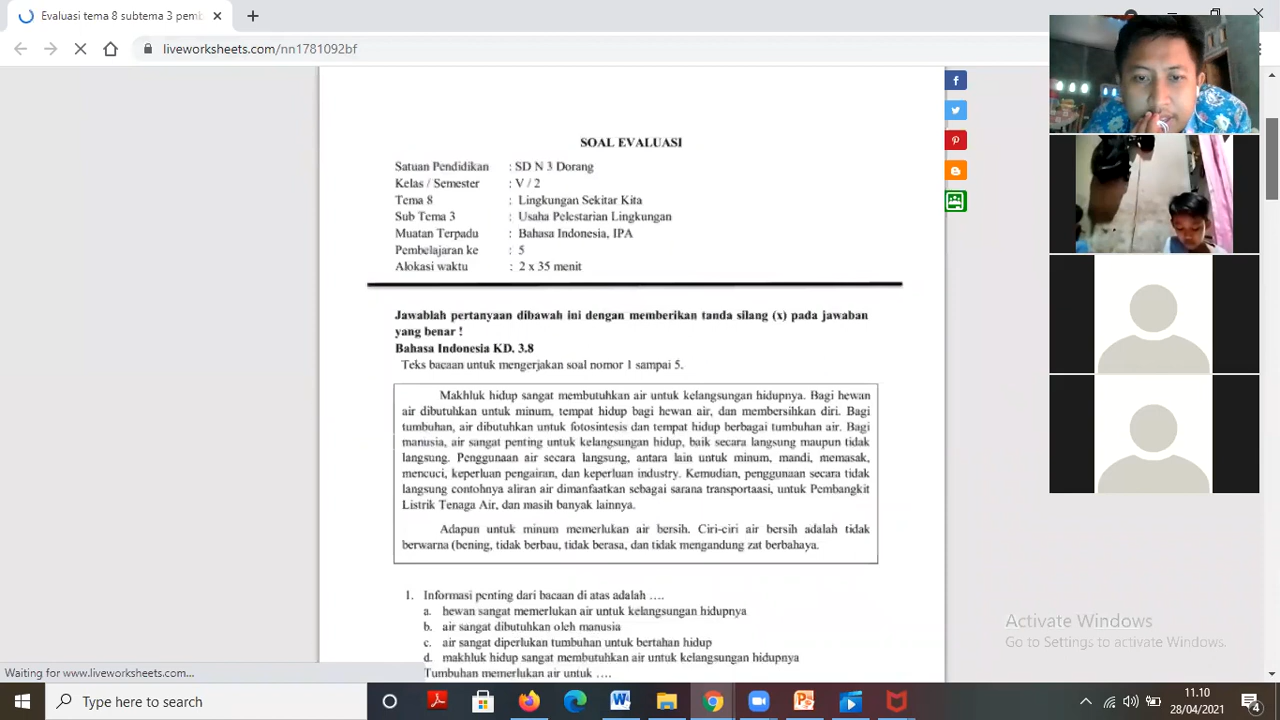 Evaluasi tema 8 subtema 3 pemb
liveworksheets.com/nn1781092bf
SOAL EVALUASI
Satuan Pendidikan : SD N 3 Dorang
Kelas / Semester : V / 2
Tema 8 : Lingkungan Sekitar Kita
Sub Tema 3 : Usaha Pelestarian Lingkungan
Muatan Terpadu : Bahasa Indonesia, IPA
Pembelajaran ke : 5
Alokasi waktu : 2 x 35 menit
Jawablah pertanyaan dibawah ini dengan memberikan tanda silang (x) pada jawaban
yang benar !
Bahasa Indonesia KD. 3.8
Teks bacaan untuk mengerjakan soal nomor 1 sampai 5.
Makhluk hidup sangat membutuhkan air untuk kelangsungan hidupnya. Bagi hewan
air dibutuhkan untuk minum, tempat hidup bagi hewan air, dan membersihkan diri. Bagi
tumbuhan, air dibutuhkan untuk fotosintesis dan tempat hidup berbagai tumbuhan air. Bagi
manusia, air sangat penting untuk kelangsungan hidup, baik secara langsung maupun tidak
langsung. Penggunaan air secara langsung, antara lain untuk minum, mandi, memasak,
mencuci, keperluan pengairan, dan keperluan industry. Kemudian, penggunaan secara tidak
langsung contohnya aliran air dimanfaatkan sebagai sarana transportaasi, untuk Pembangkit
Listrik Tenaga Air, dan masih banyak lainnya.
Adapun untuk minum memerlukan air bersih. Ciri-ciri air bersih adalah tidak
berwarna (bening, tidak berbau, tidak berasa, dan tidak mengandung zat berbahaya.
1. Informasi penting dari bacaan di atas adalah ….
a. hewan sangat memerlukan air untuk kelangsungan hidupnya
b. air sangat dibutuhkan oleh manusia
c. air sangat diperlukan tumbuhan untuk bertahan hidup
d. makhluk hidup sangat membutuhkan air untuk kelangsungan hidupnya
Tumbuhan memerlukan air untuk ….
Waiting for www.liveworksheets.com...
Activate Windows
Go to Settings to activate Windows.
Type here to search
11.10
28/04/2021
4